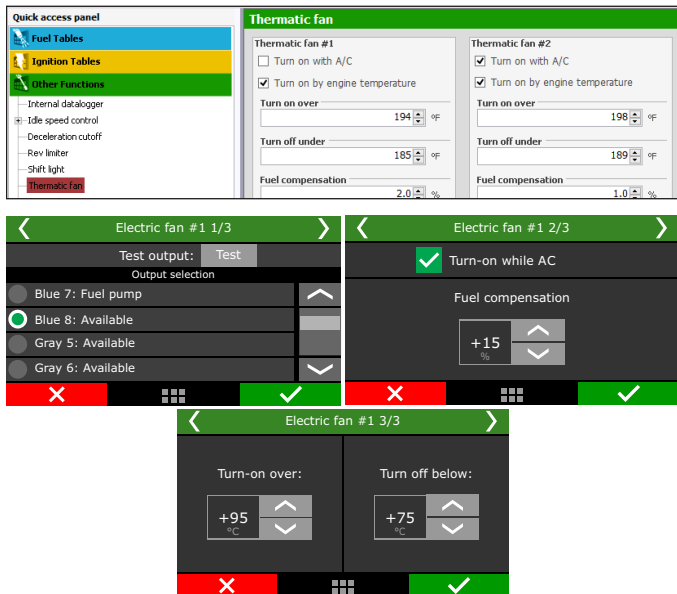 Quick access panel
Fuel Tables
Ignition Tables
Other Functions
Internal datalogger
Idle speed control
Deceleration cutoff
Rev limiter
Shift light
Thermatic fan
Thermatic fan
Thermatic fan #1
Turn on with A/C
Turn on by engine temperature
Turn on over
194 °F
Turn off under
185 °F
Fuel compensation
2.0 %
Thermatic fan #2
Turn on with A/C
Turn on by engine temperature
Turn on over
198 °F
Turn off under
189 °F
Fuel compensation
1.0 %
Electric fan #1 1/3
Test output: Test
Output selection
Blue 7: Fuel pump
Blue 8: Available
Gray 5: Available
Gray 6: Available
Electric fan #1 2/3
Turn-on while AC
Fuel compensation
+15
%
Electric fan #1 3/3
Turn-on over:
+95
°C
Turn off below:
+75
°C